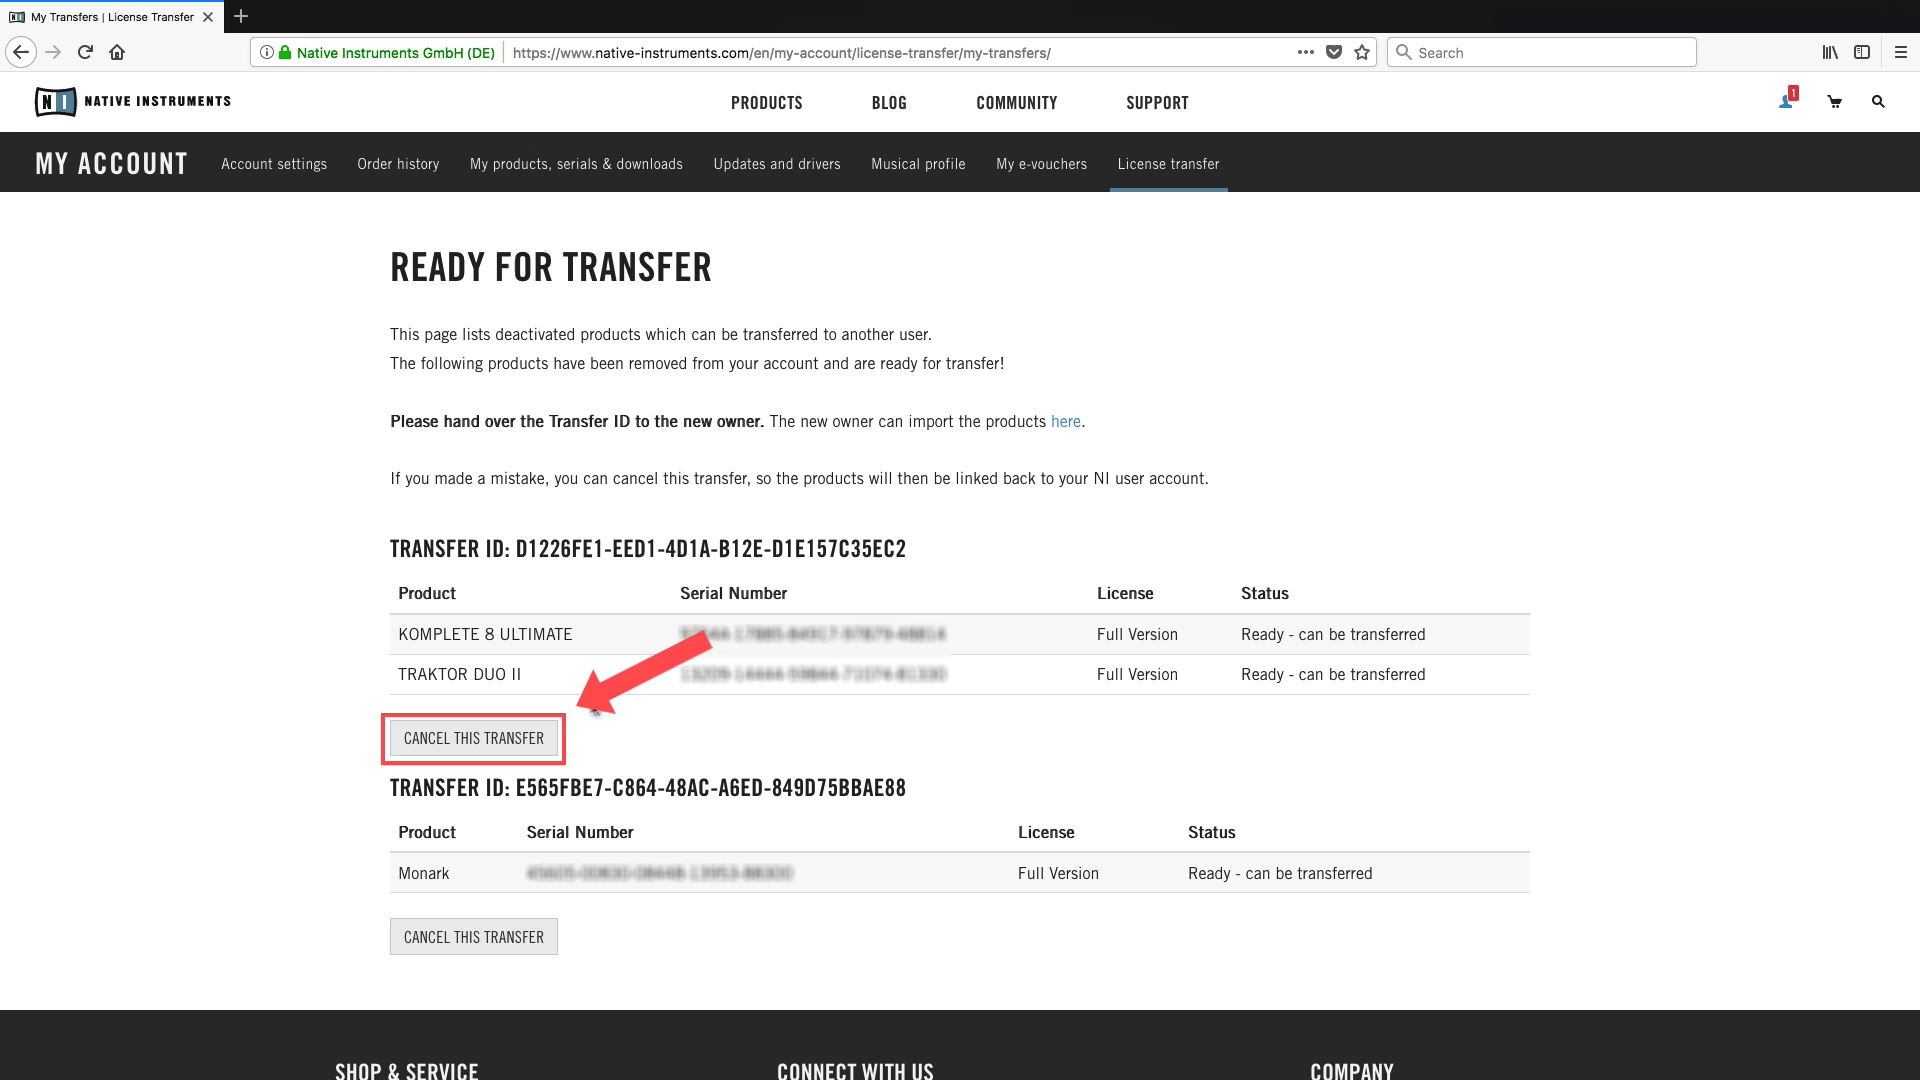 My Transfers | License Transfer
Native Instruments GmbH (DE)
https://www.native-instruments.com/en/my-account/license-transfer/my-transfers/
Search
NI NATIVE INSTRUMENTS
PRODUCTS
BLOG
COMMUNITY
SUPPORT
1
MY ACCOUNT
Account settings
Order history
My products, serials & downloads
Updates and drivers
Musical profile
My e-vouchers
License transfer
READY FOR TRANSFER
This page lists deactivated products which can be transferred to another user.
The following products have been removed from your account and are ready for transfer!
Please hand over the Transfer ID to the new owner. The new owner can import the products here.
If you made a mistake, you can cancel this transfer, so the products will then be linked back to your NI user account.
TRANSFER ID: D1226FE1-EED1-4D1A-B12E-D1E157C35EC2
Product Serial Number License Status
KOMPLETE 8 ULTIMATE Full Version Ready - can be transferred
TRAKTOR DUO II Full Version Ready - can be transferred
CANCEL THIS TRANSFER
TRANSFER ID: E565FBE7-C864-48AC-A6ED-849D75BBAE88
Product Serial Number License Status
Monark Full Version Ready - can be transferred
CANCEL THIS TRANSFER
SHOP & SERVICE
CONNECT WITH US
COMPANY